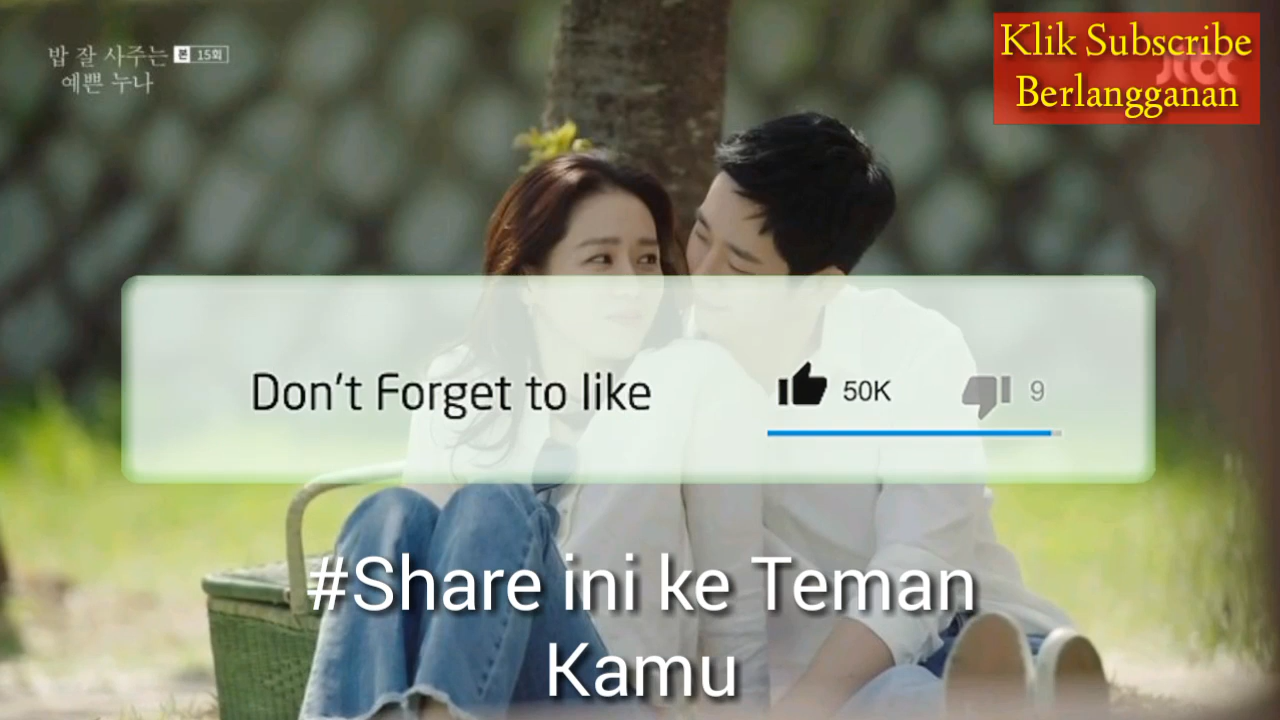 밥 잘 사주는 본 15회
예쁜 누나
Klik Subscribe
Berlangganan
Don't Forget to like 50K 9
#Share ini ke Teman
Kamu